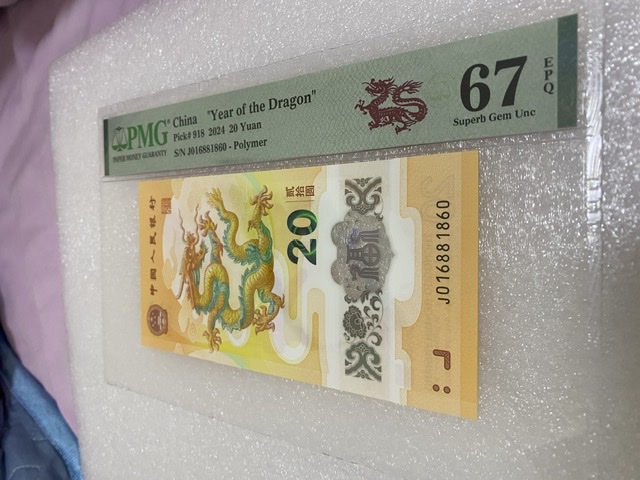 PMG
PAPER MONEY GUARANTY
China "Year of the Dragon"
Pick# 918 2024 20 Yuan
S/N J016881860 - Polymer
67
EPQ
Superb Gem Unc
中国人民银行
贰拾圆
20
福
J016881860